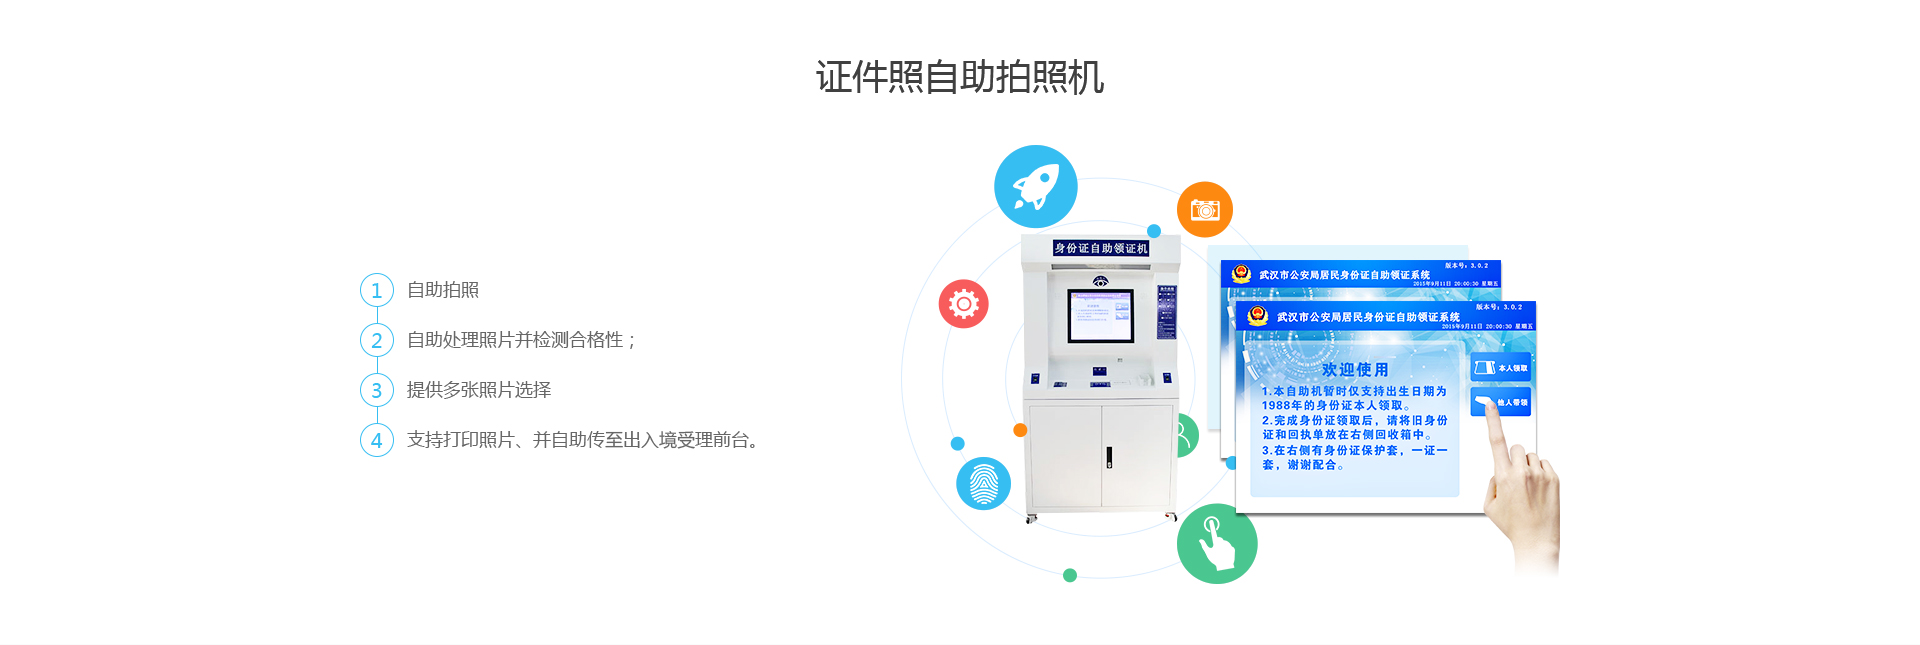 证件照自助拍照机
1 自助拍照
2 自助处理照片并检测合格性；
3 提供多张照片选择
4 支持打印照片、并自助传至出入境受理前台。
身份证自助领证机
版本号：3.0.2
武汉市公安局居民身份证自助领证系统
2015年9月11日 20:00:30 星期五
版本号：3.0.2
武汉市公安局居民身份证自助领证系统
2015年9月11日 20:00:30 星期五
欢迎使用
1.本自助机暂时仅支持出生日期为
1988年的身份证本人领取。
2.完成身份证领取后，请将旧身份
证和回执单放在右侧回收箱中。
3.在右侧有身份证保护套，一证一
套，谢谢配合。
本人领取
他人带领